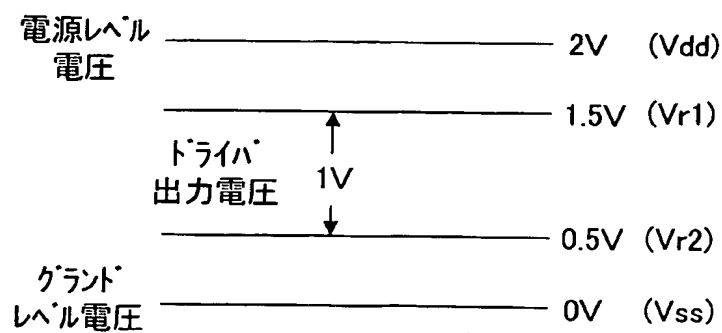 電源レベル
電圧
2V (Vdd)
1.5V (Vr1)
ドライバ
出力電圧
1V
0.5V (Vr2)
グランド
レベル電圧
0V (Vss)